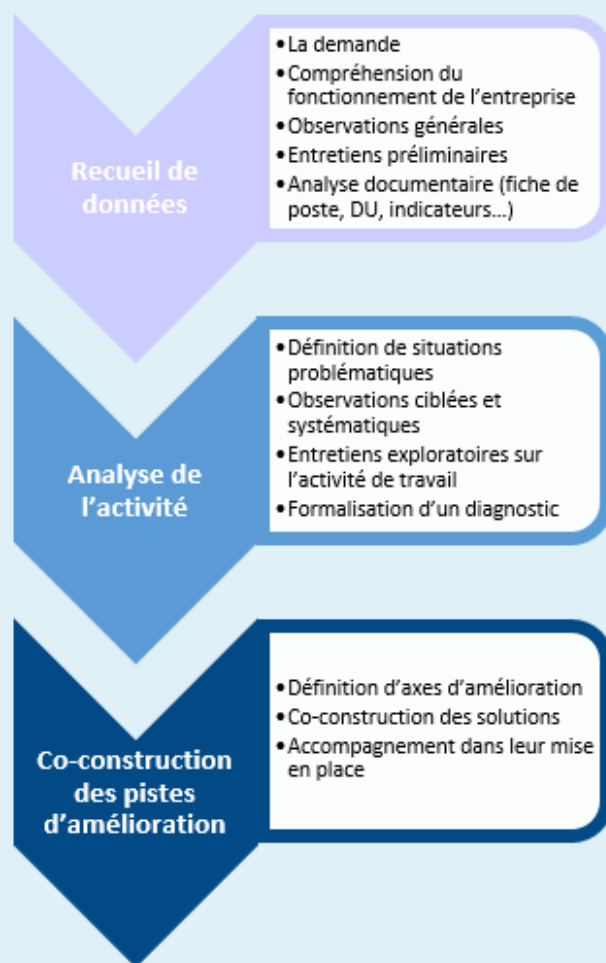 Recueil de
données
•La demande
•Compréhension du
fonctionnement de l'entreprise
•Observations générales
•Entretiens préliminaires
•Analyse documentaire (fiche de
poste, DU, indicateurs...)
Analyse de
l'activité
•Définition de situations
problématiques
•Observations ciblées et
systématiques
•Entretiens exploratoires sur
l'activité de travail
•Formalisation d'un diagnostic
Co-construction
des pistes
d'amélioration
•Définition d'axes d'amélioration
•Co-construction des solutions
•Accompagnement dans leur mise
en place